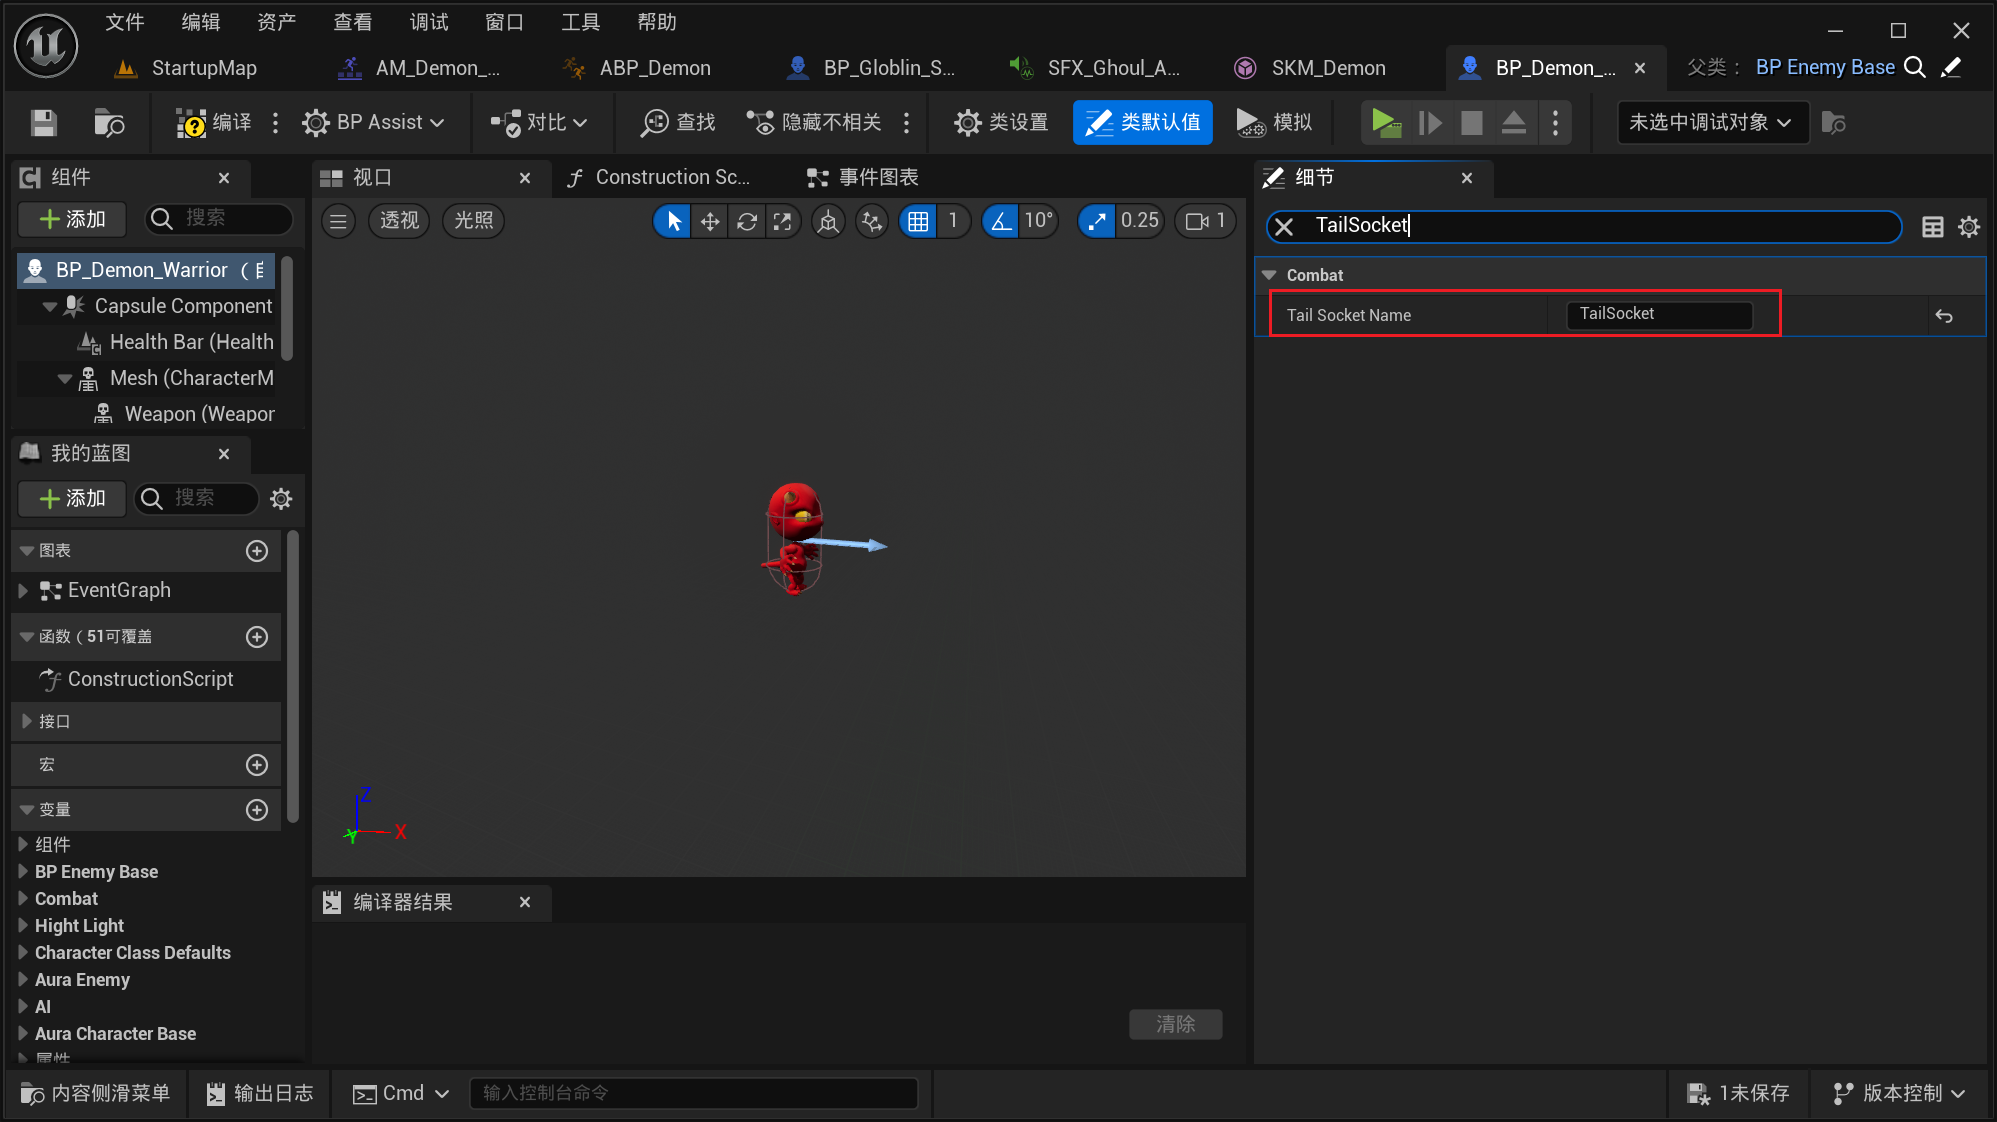 文件 编辑 资产 查看 调试 窗口 工具 帮助
StartupMap AM_Demon_... ABP_Demon BP_Globlin_S... SFX_Ghoul_A... SKM_Demon BP_Demon_... 父类： BP Enemy Base
编译 BP Assist 对比 查找 隐藏不相关 类设置 类默认值 模拟 未选中调试对象
组件 视口 Construction Sc... 事件图表 细节
添加 搜索 透视 光照 1 10° 0.25 1 TailSocket
BP_Demon_Warrior （自
Capsule Component
Health Bar (Health
Mesh (CharacterM
Weapon (Weapon
Combat
Tail Socket Name TailSocket
我的蓝图
添加 搜索
图表
EventGraph
函数（51可覆盖
ConstructionScript
接口
宏
变量
组件
BP Enemy Base
Combat
Hight Light
Character Class Defaults
Aura Enemy
AI
Aura Character Base
属性
Z
Y
X
编译器结果
清除
内容侧滑菜单 输出日志 Cmd 输入控制台命令 1未保存 版本控制